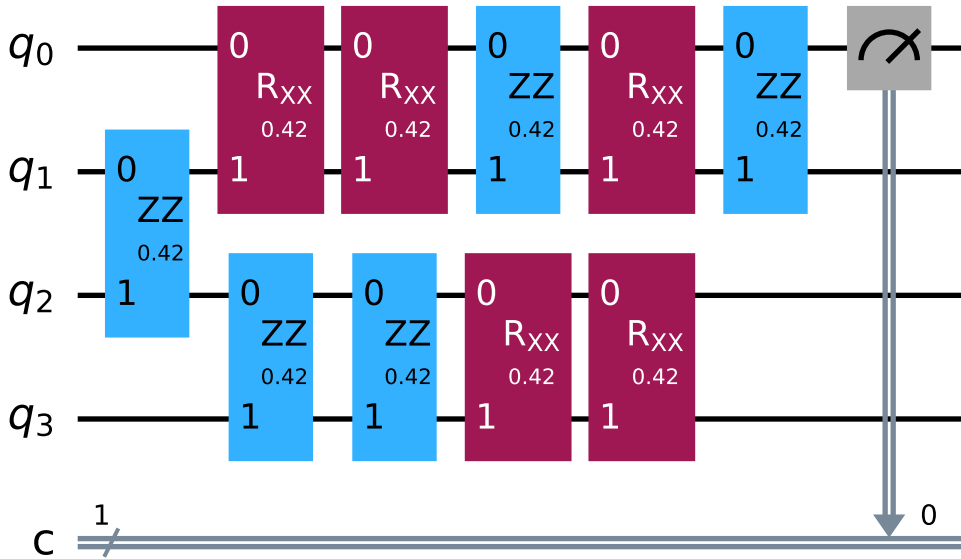 q0 0 0 0 0 0
RXX RXX ZZ RXX ZZ
0.42 0.42 0.42 0.42 0.42
q1 0 1 1 1 1 1
ZZ
0.42
q2 1 0 0 0 0
ZZ ZZ RXX RXX
0.42 0.42 0.42 0.42
q3 1 1 1 1
1 0
c